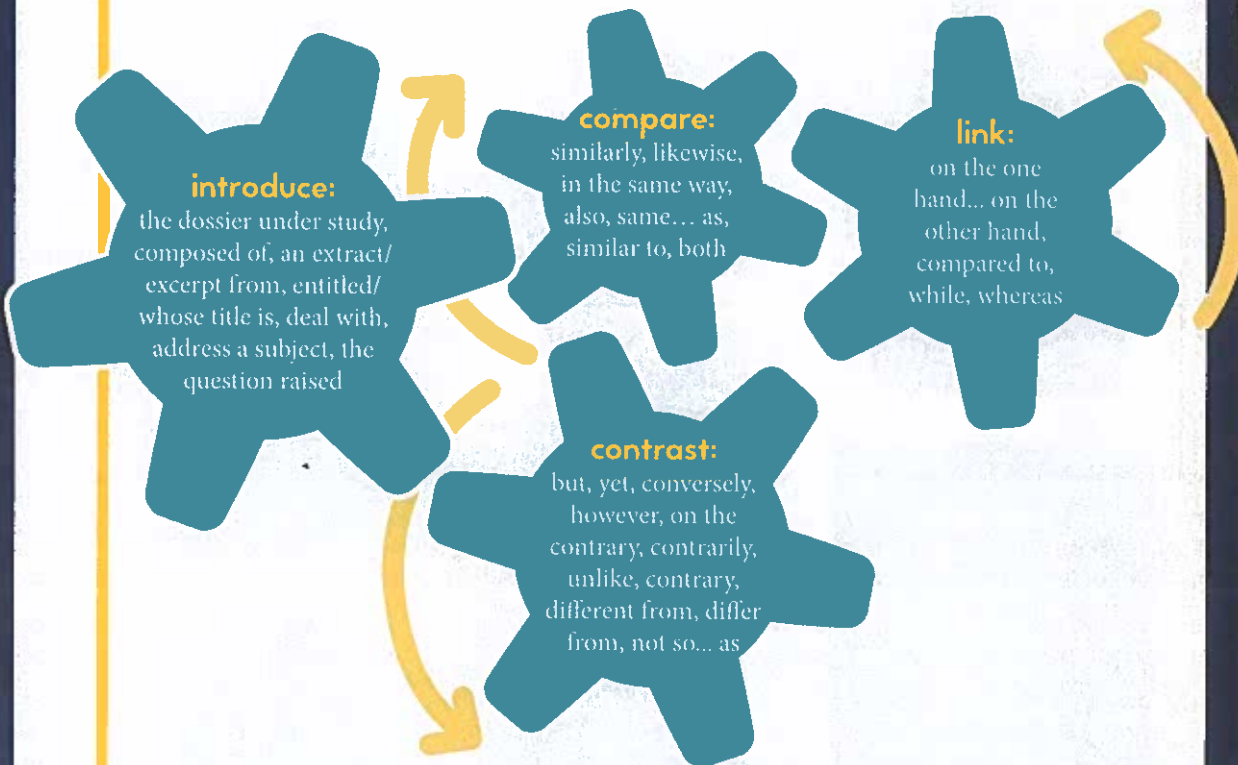 introduce:
the dossier under study,
composed of, an extract/
excerpt from, entitled/
whose title is, deal with,
address a subject, the
question raised
compare:
similarly, likewise,
in the same way,
also, same... as,
similar to, both
link:
on the one
hand... on the
other hand,
compared to,
while, whereas
contrast:
but, yet, conversely,
however, on the
contrary, contrarily,
unlike, contrary,
different from, differ
from, not so... as